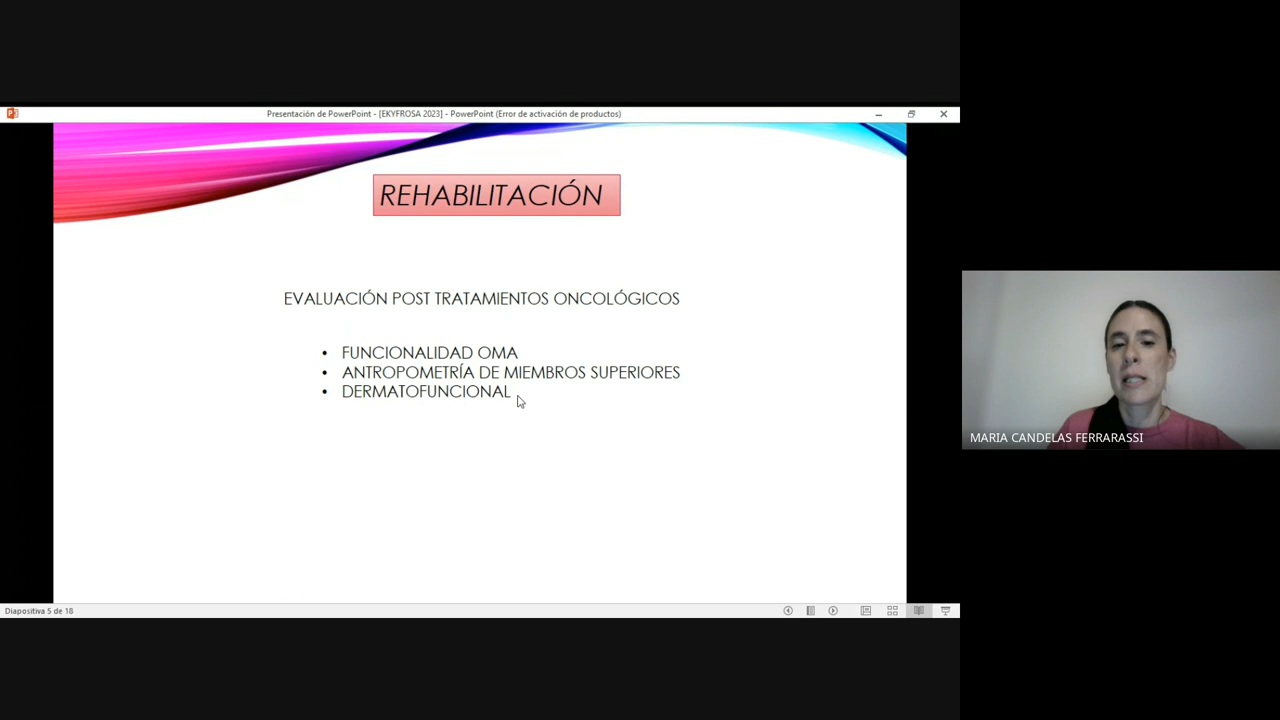 Presentación de PowerPoint - [EKYFROSA 2023] - PowerPoint (Error de activación de productos)
REHABILITACIÓN
EVALUACIÓN POST TRATAMIENTOS ONCOLÓGICOS
• FUNCIONALIDAD OMA
• ANTROPOMETRÍA DE MIEMBROS SUPERIORES
• DERMATOFUNCIONAL
MARIA CANDELAS FERRARASSI
Diapositiva 5 de 18